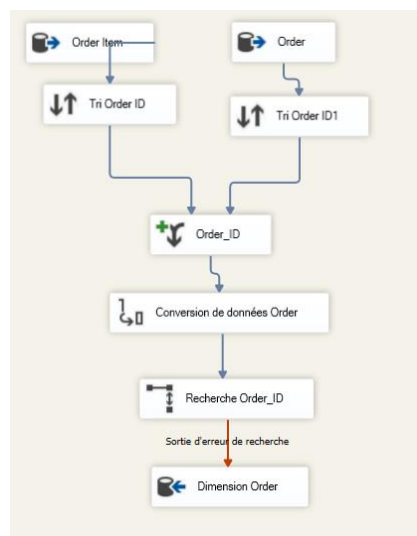 Order Item
Order
Tri Order ID
Tri Order ID1
Order_ID
Conversion de données Order
Recherche Order_ID
Sortie d'erreur de recherche
Dimension Order